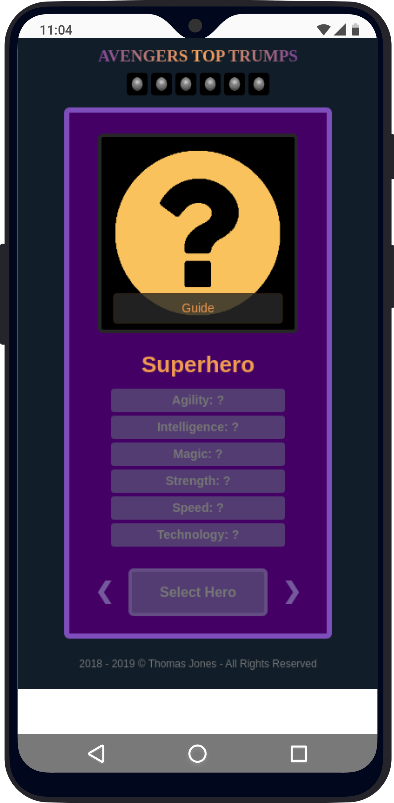 11:04
AVENGERS TOP TRUMPS
?
Guide
Superhero
Agility: ?
Intelligence: ?
Magic: ?
Strength: ?
Speed: ?
Technology: ?
❮ Select Hero ❯
2018 - 2019 © Thomas Jones - All Rights Reserved